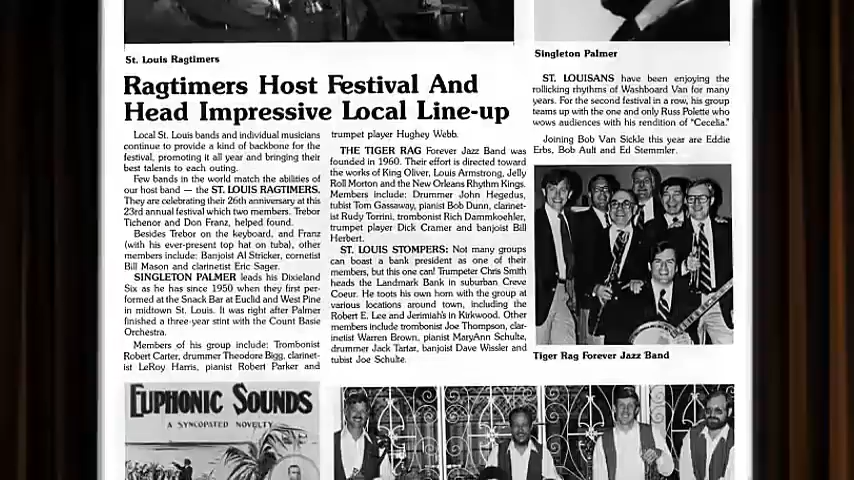 St. Louis Ragtimers
Ragtimers Host Festival And
Head Impressive Local Line-up
Local St. Louis bands and individual musicians
continue to provide a kind of backbone for the
festival, promoting it all year and bringing their
best talents to each outing.
Few bands in the world match the abilities of
our host band — the ST. LOUIS RAGTIMERS.
They are celebrating their 26th anniversary at this
23rd annual festival which two members. Trebor
Tichenor and Don Franz, helped found.
Besides Trebor on the keyboard, and Franz
(with his ever-present top hat on tuba), other
members include: Banjoist Al Stricker, cornetist
Bill Mason and clarinetist Eric Sager.
SINGLETON PALMER leads his Dixieland
Six as he has since 1950 when they first per-
formed at the Snack Bar at Euclid and West Pine
in midtown St. Louis. It was right after Palmer
finished a three-year stint with the Count Basie
Orchestra.
Members of his group include: Trombonist
Robert Carter, drummer Theodore Bigg, clarinet-
ist LeRoy Harris, pianist Robert Parker and
trumpet player Hughey Webb.
THE TIGER RAG Forever Jazz Band was
founded in 1960. Their effort is directed toward
the works of King Oliver, Louis Armstrong, Jelly
Roll Morton and the New Orleans Rhythm Kings.
Members include: Drummer John Hegedus,
tubist Tom Gassaway, pianist Bob Dunn, clarinet-
ist Rudy Torrini, trombonist Rich Dammkoehler,
trumpet player Dick Cramer and banjoist Bill
Herbert.
ST. LOUIS STOMPERS: Not many groups
can boast a bank president as one of their
members, but this one can! Trumpeter Chris Smith
heads the Landmark Bank in suburban Creve
Coeur. He toots his own horn with the group at
various locations around town, including the
Robert E. Lee and Jerimiah's in Kirkwood. Other
members include trombonist Joe Thompson, clar-
inetist Warren Brown, pianist MaryAnn Schulte,
drummer Jack Tartar, banjoist Dave Wissler and
tubist Joe Schulte.
Singleton Palmer
ST. LOUISANS have been enjoying the
rollicking rhythms of Washboard Van for many
years. For the second festival in a row, his group
teams up with the one and only Russ Polette who
wows audiences with his rendition of "Cecelia."
Joining Bob Van Sickle this year are Eddie
Erbs, Bob Ault and Ed Stemmler.
Tiger Rag Forever Jazz Band
EUPHONIC SOUNDS
A SYNCOPATED NOVELTY